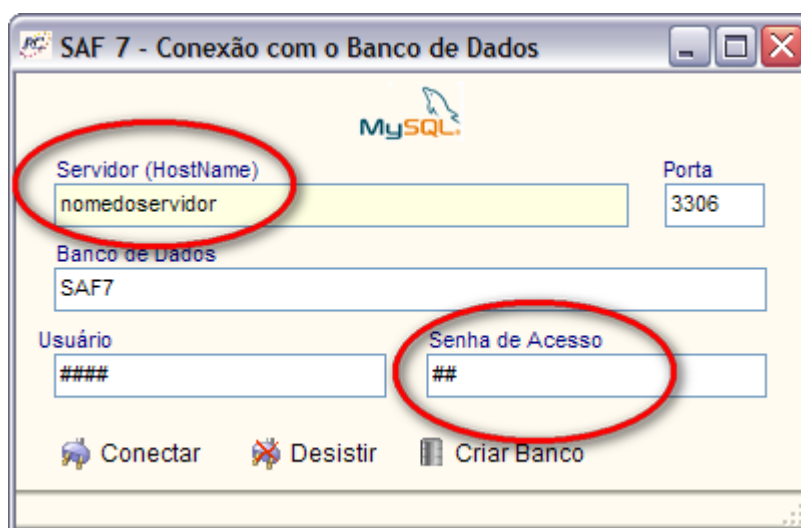 SAF 7 - Conexão com o Banco de Dados
MySQL.
Servidor (HostName)
Porta
nomedoservidor
3306
Banco de Dados
SAF7
Usuário
Senha de Acesso
####
##
Conectar
Desistir
Criar Banco